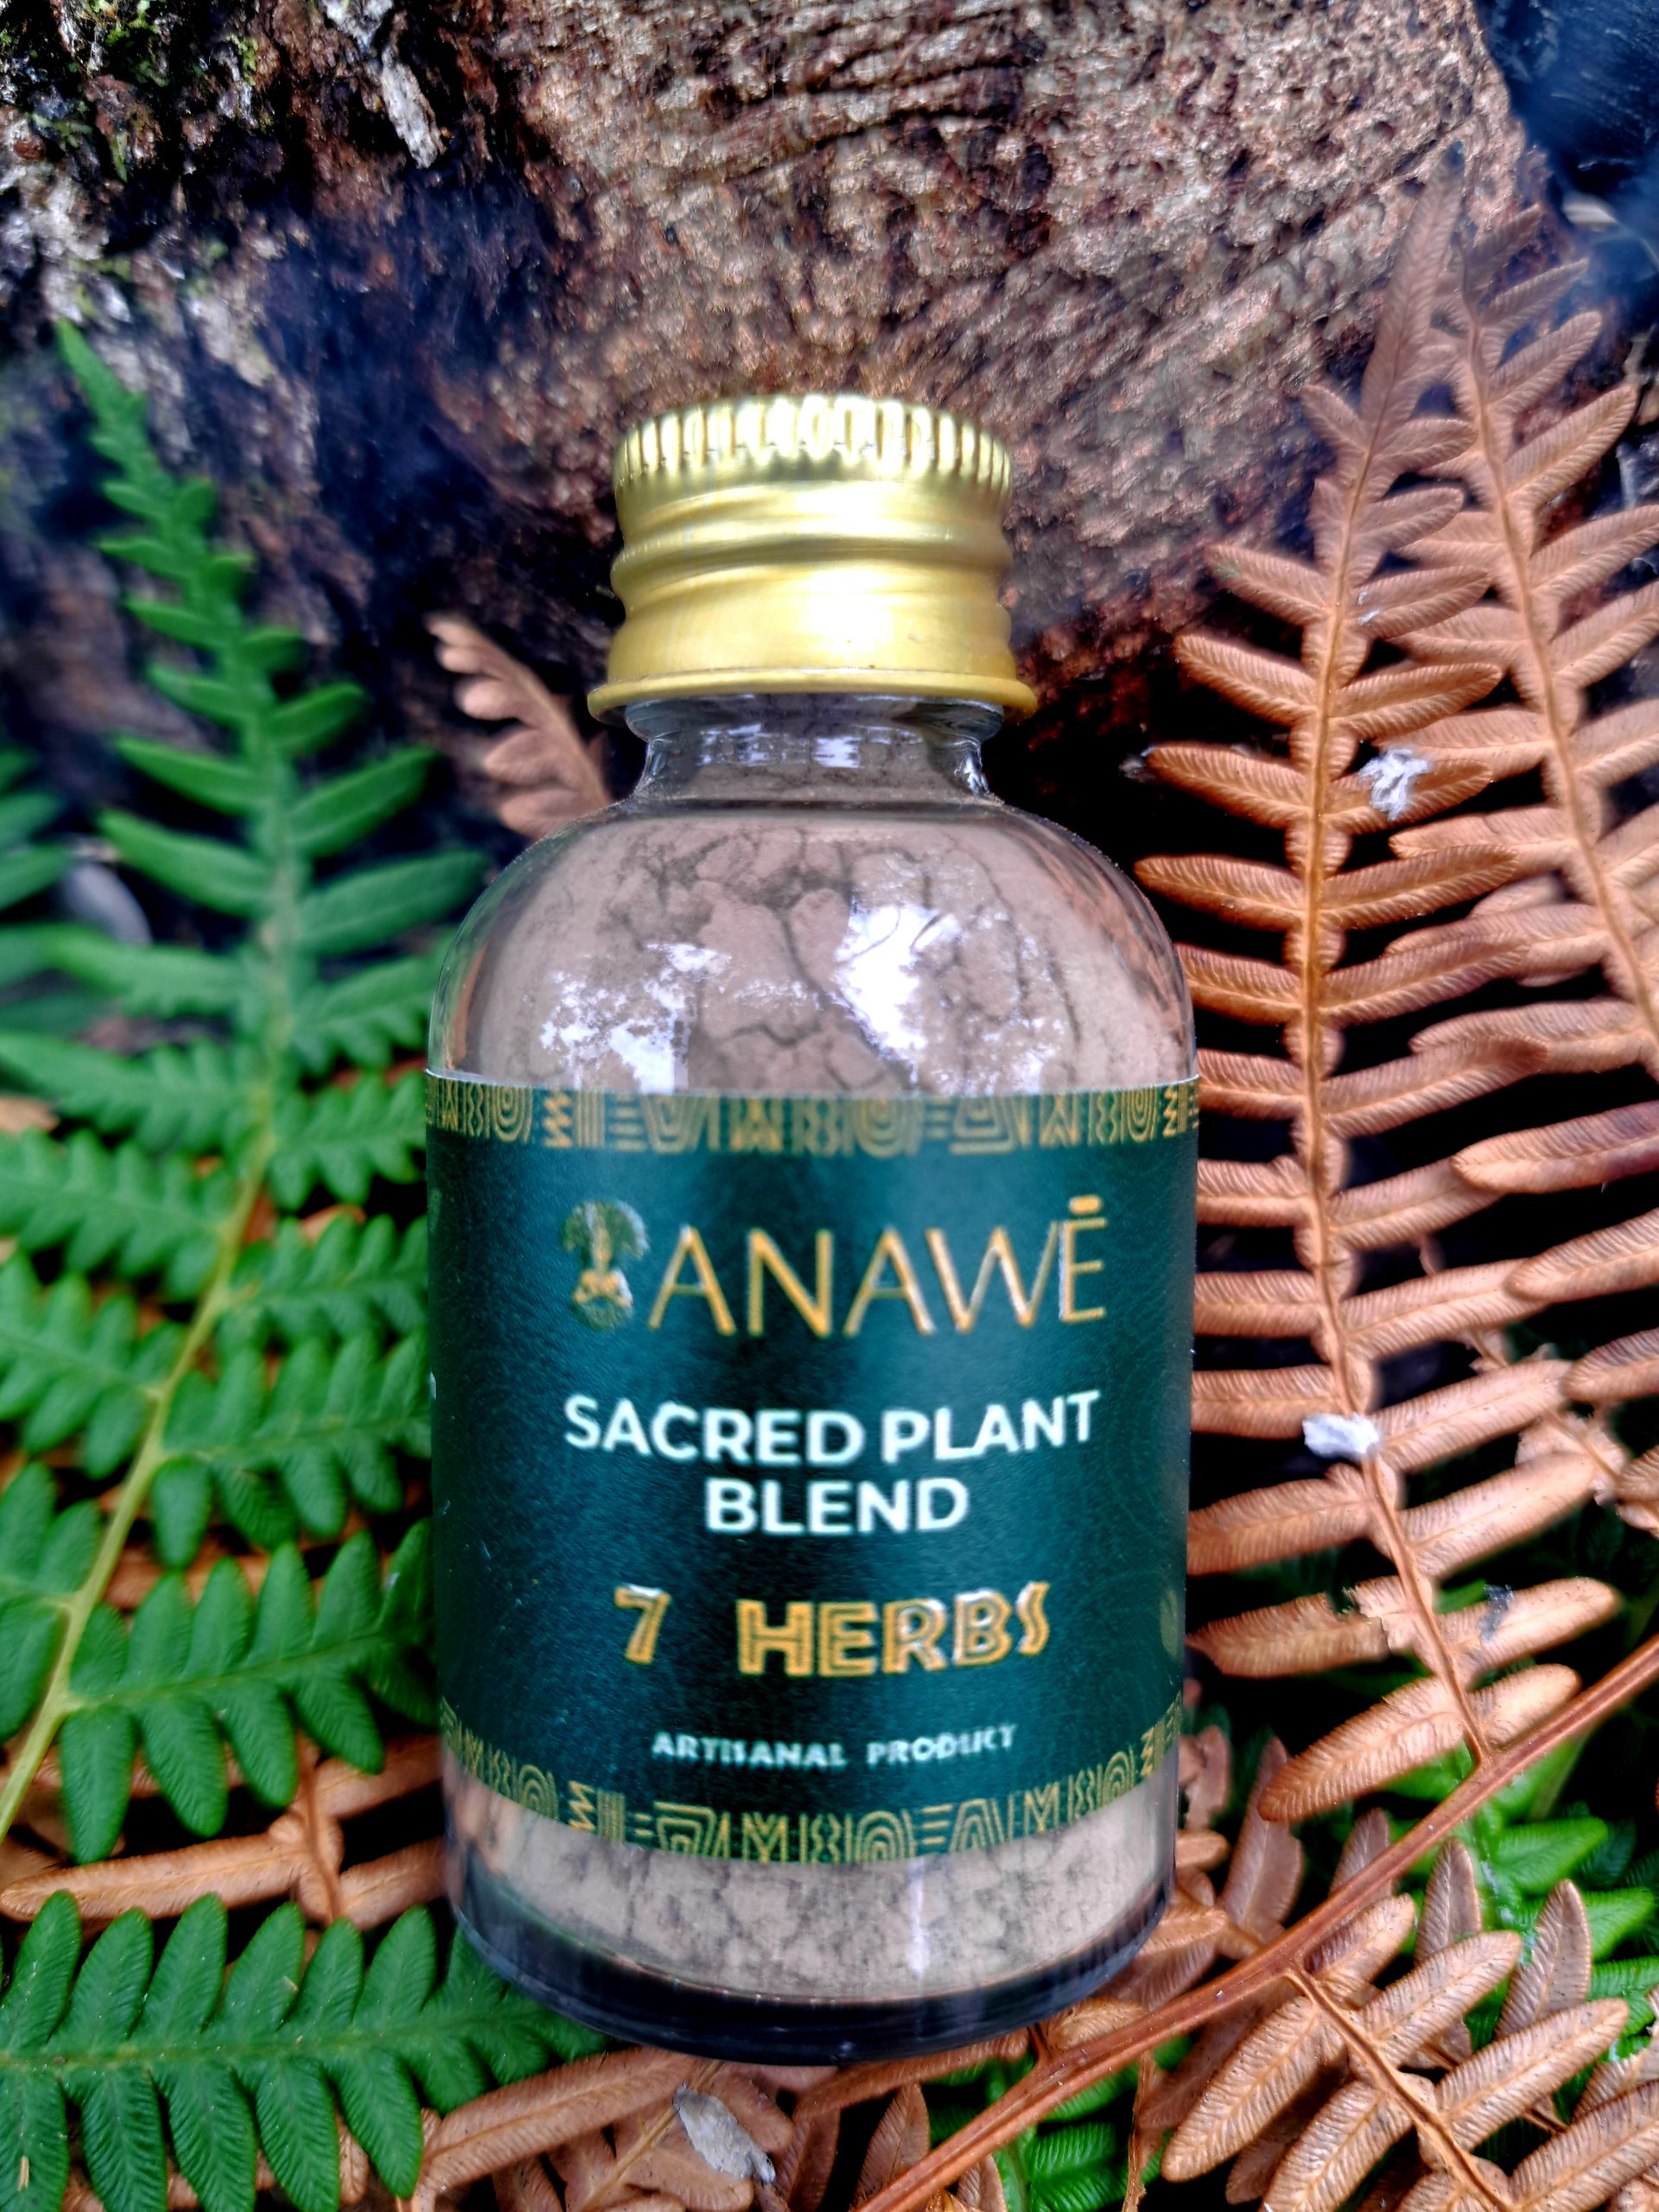 ANAWĒ
SACRED PLANT
BLEND
7 HERBS
ARTISANAL PRODUCT